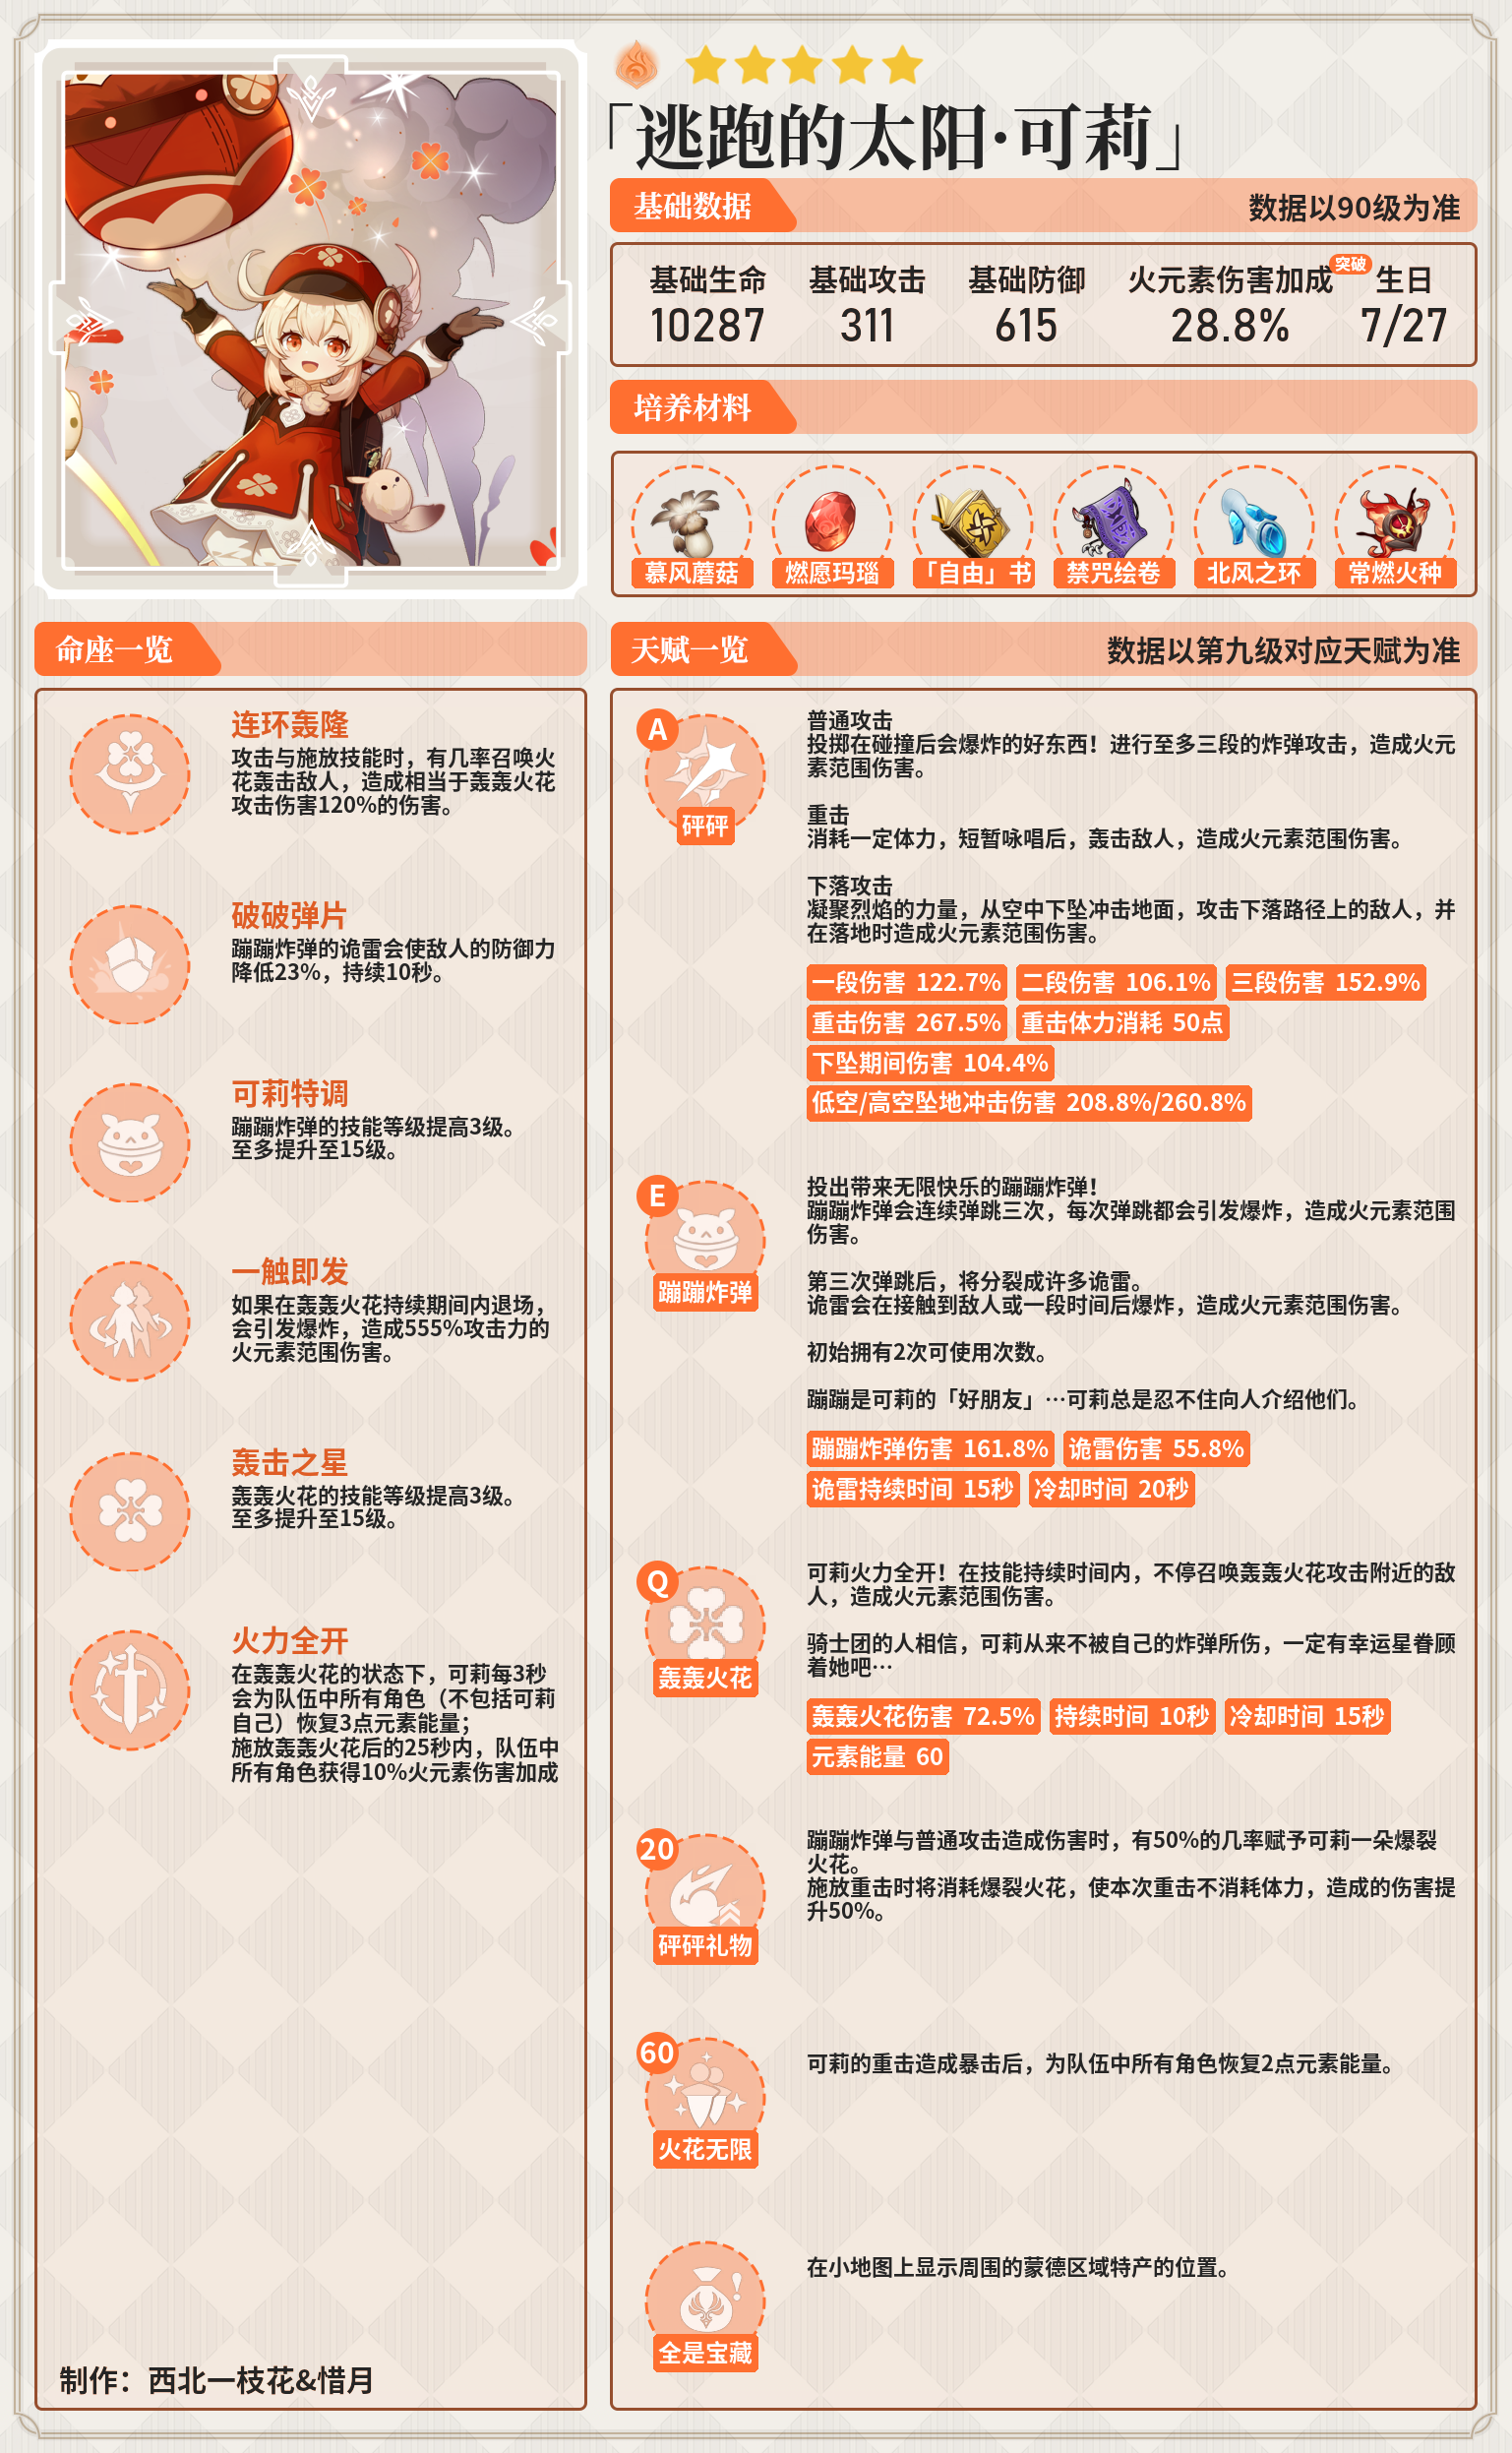 「逃跑的太阳·可莉」
基础数据
数据以90级为准
基础生命 基础攻击 基础防御 火元素伤害加成 突破 生日
10287 311 615 28.8% 7/27
培养材料
慕风蘑菇 燃愿玛瑙 「自由」书 禁咒绘卷 北风之环 常燃火种
命座一览
连环轰隆
攻击与施放技能时，有几率召唤火
花轰击敌人，造成相当于轰轰火花
攻击伤害120%的伤害。
破破弹片
蹦蹦炸弹的诡雷会使敌人的防御力
降低23%，持续10秒。
可莉特调
蹦蹦炸弹的技能等级提高3级。
至多提升至15级。
一触即发
如果在轰轰火花持续期间内退场，
会引发爆炸，造成555%攻击力的
火元素范围伤害。
轰击之星
轰轰火花的技能等级提高3级。
至多提升至15级。
火力全开
在轰轰火花的状态下，可莉每3秒
会为队伍中所有角色（不包括可莉
自己）恢复3点元素能量；
施放轰轰火花后的25秒内，队伍中
所有角色获得10%火元素伤害加成
制作：西北一枝花&惜月
天赋一览
数据以第九级对应天赋为准
A
砰砰
普通攻击
投掷在碰撞后会爆炸的好东西！进行至多三段的炸弹攻击，造成火元
素范围伤害。
重击
消耗一定体力，短暂咏唱后，轰击敌人，造成火元素范围伤害。
下落攻击
凝聚烈焰的力量，从空中下坠冲击地面，攻击下落路径上的敌人，并
在落地时造成火元素范围伤害。
一段伤害 122.7% 二段伤害 106.1% 三段伤害 152.9%
重击伤害 267.5% 重击体力消耗 50点
下坠期间伤害 104.4%
低空/高空坠地冲击伤害 208.8%/260.8%
E
蹦蹦炸弹
投出带来无限快乐的蹦蹦炸弹！
蹦蹦炸弹会连续弹跳三次，每次弹跳都会引发爆炸，造成火元素范围
伤害。
第三次弹跳后，将分裂成许多诡雷。
诡雷会在接触到敌人或一段时间后爆炸，造成火元素范围伤害。
初始拥有2次可使用次数。
蹦蹦是可莉的「好朋友」…可莉总是忍不住向人介绍他们。
蹦蹦炸弹伤害 161.8% 诡雷伤害 55.8%
诡雷持续时间 15秒 冷却时间 20秒
Q
轰轰火花
可莉火力全开！在技能持续时间内，不停召唤轰轰火花攻击附近的敌
人，造成火元素范围伤害。
骑士团的人相信，可莉从来不被自己的炸弹所伤，一定有幸运星眷顾
着她吧…
轰轰火花伤害 72.5% 持续时间 10秒 冷却时间 15秒
元素能量 60
20
砰砰礼物
蹦蹦炸弹与普通攻击造成伤害时，有50%的几率赋予可莉一朵爆裂
火花。
施放重击时将消耗爆裂火花，使本次重击不消耗体力，造成的伤害提
升50%。
60
火花无限
可莉的重击造成暴击后，为队伍中所有角色恢复2点元素能量。
全是宝藏
在小地图上显示周围的蒙德区域特产的位置。